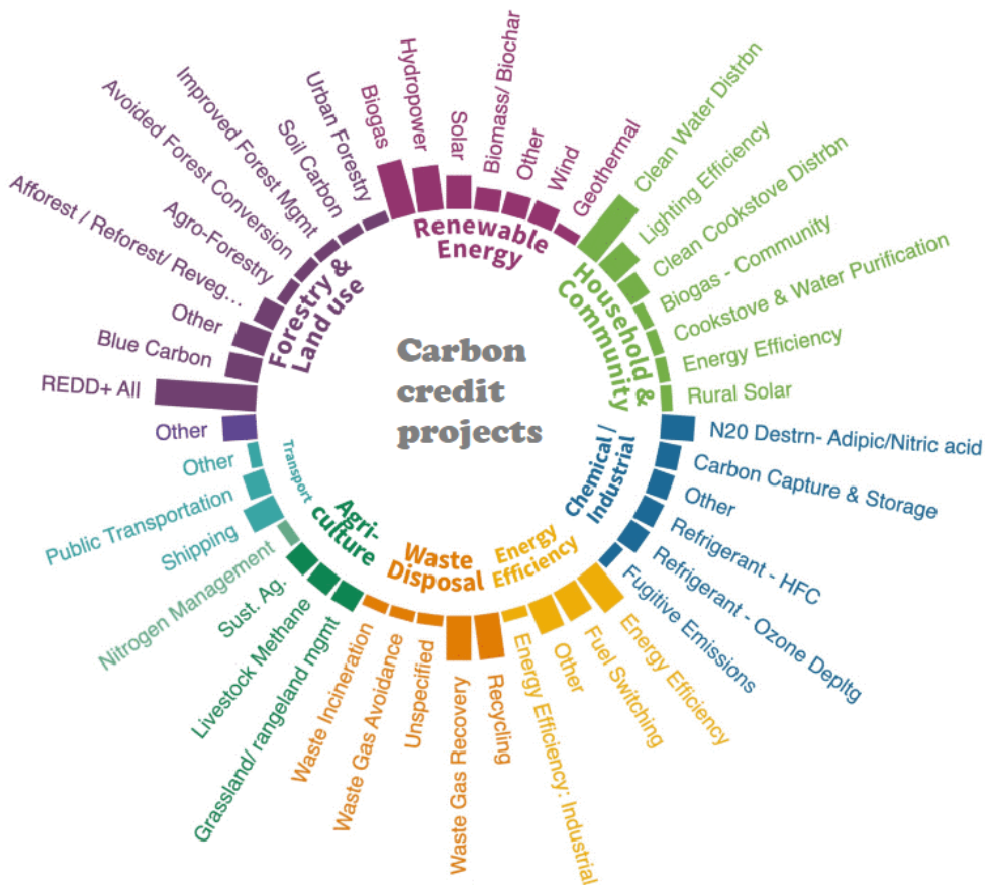 Carbon
credit
projects
Renewable
Energy
Biogas
Hydropower
Solar
Biomass/ Biochar
Other
Wind
Geothermal
Household &
Community
Clean Water Distrbn
Lighting Efficiency
Clean Cookstove Distrbn
Biogas - Community
Cookstove & Water Purification
Energy Efficiency
Rural Solar
Chemical /
Industrial
N20 Destrn- Adipic/Nitric acid
Carbon Capture & Storage
Other
Refrigerant - HFC
Refrigerant - Ozone Depltg
Fugitive Emissions
Energy
Efficiency
Energy Efficiency
Fuel Switching
Other
Energy Efficiency: Industrial
Waste
Disposal
Recycling
Waste Gas Recovery
Unspecified
Waste Gas Avoidance
Waste Incineration
Agri-
culture
Grassland/ rangeland mgmt
Livestock Methane
Sust. Ag.
Nitrogen Management
Transport
Shipping
Public Transportation
Other
Other
Forestry &
Land Use
REDD+ All
Blue Carbon
Other
Afforest / Reforest/ Reveg...
Agro-Forestry
Avoided Forest Conversion
Improved Forest Mgmt
Soil Carbon
Urban Forestry